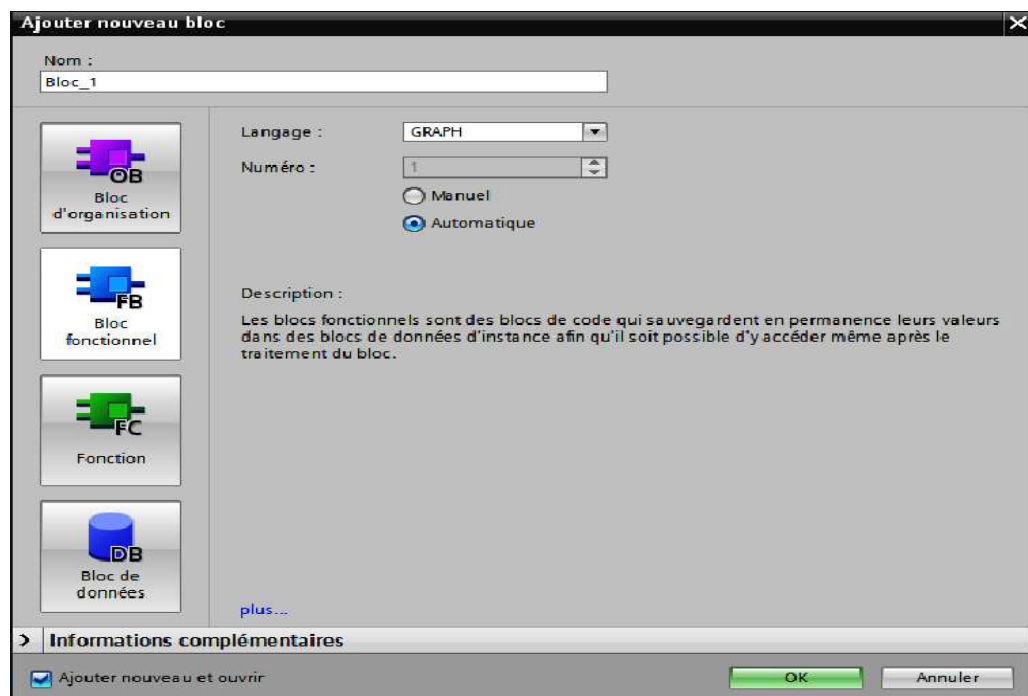 Ajouter nouveau bloc
Nom :
Bloc_1
OB
Bloc
d'organisation
FB
Bloc
fonctionnel
FC
Fonction
DB
Bloc de
données
Langage :
GRAPH
Numéro :
1
Manuel
Automatique
Description :
Les blocs fonctionnels sont des blocs de code qui sauvegardent en permanence leurs valeurs
dans des blocs de données d'instance afin qu'il soit possible d'y accéder même après le
traitement du bloc.
plus...
> Informations complémentaires
Ajouter nouveau et ouvrir
OK
Annuler